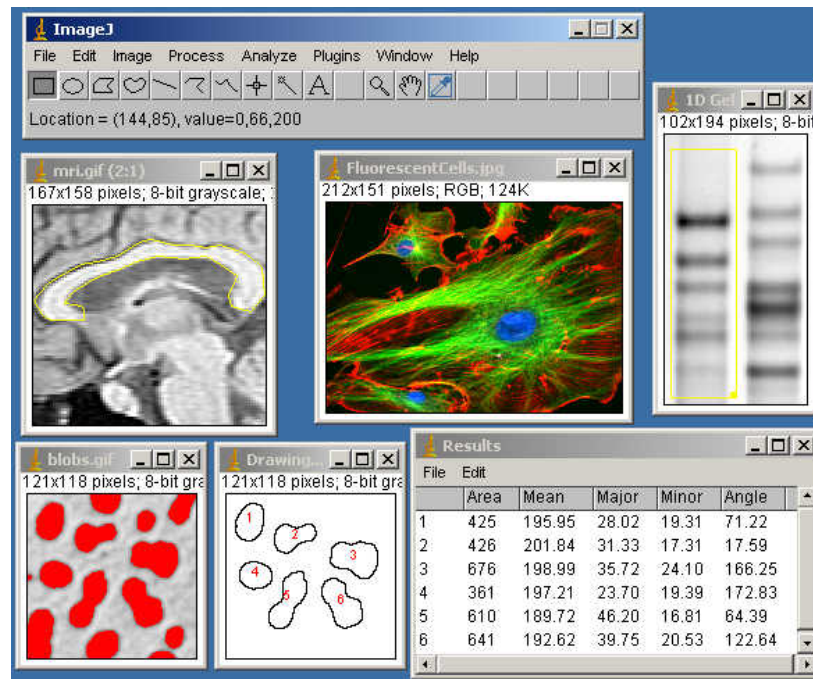 ImageJ
File Edit Image Process Analyze Plugins Window Help
A
Location = (144,85), value=0,66,200
1D Gel
102x194 pixels; 8-bit
mri.gif (2:1)
167x158 pixels; 8-bit grayscale;
FluorescentCells.jpg
212x151 pixels; RGB; 124K
blobs.gif
121x118 pixels; 8-bit gra
Drawing...
121x118 pixels; 8-bit gra
1
2
3
4
5
6
Results
File Edit
Area Mean Major Minor Angle
1 425 195.95 28.02 19.31 71.22
2 426 201.84 31.33 17.31 17.59
3 676 198.99 35.72 24.10 166.25
4 361 197.21 23.70 19.39 172.83
5 610 189.72 46.20 16.81 64.39
6 641 192.62 39.75 20.53 122.64